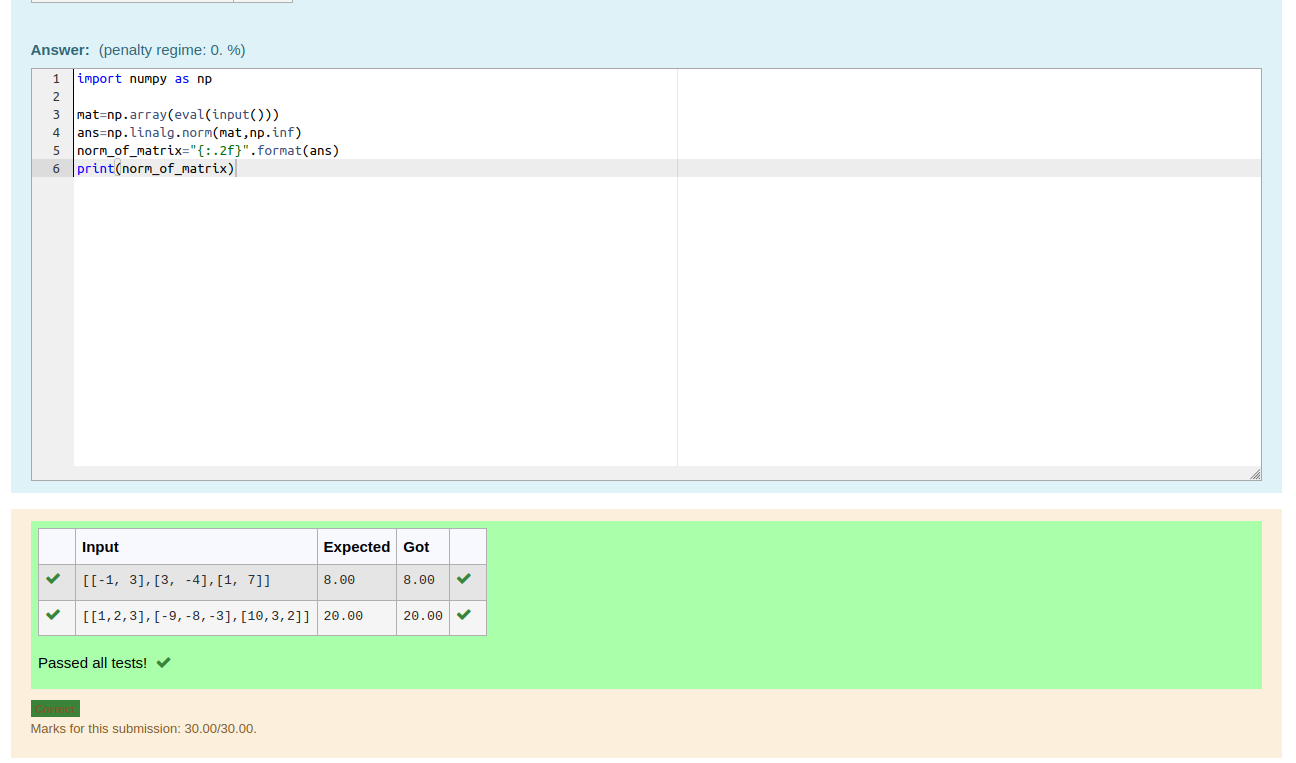 Answer: (penalty regime: 0. %)
1 import numpy as np
2
3 mat=np.array(eval(input()))
4 ans=np.linalg.norm(mat,np.inf)
5 norm_of_matrix="{:.2f}".format(ans)
6 print(norm_of_matrix)
Input Expected Got
[[-1, 3],[3, -4],[1, 7]] 8.00 8.00
[[1,2,3],[-9,-8,-3],[10,3,2]] 20.00 20.00
Passed all tests!
Correct
Marks for this submission: 30.00/30.00.